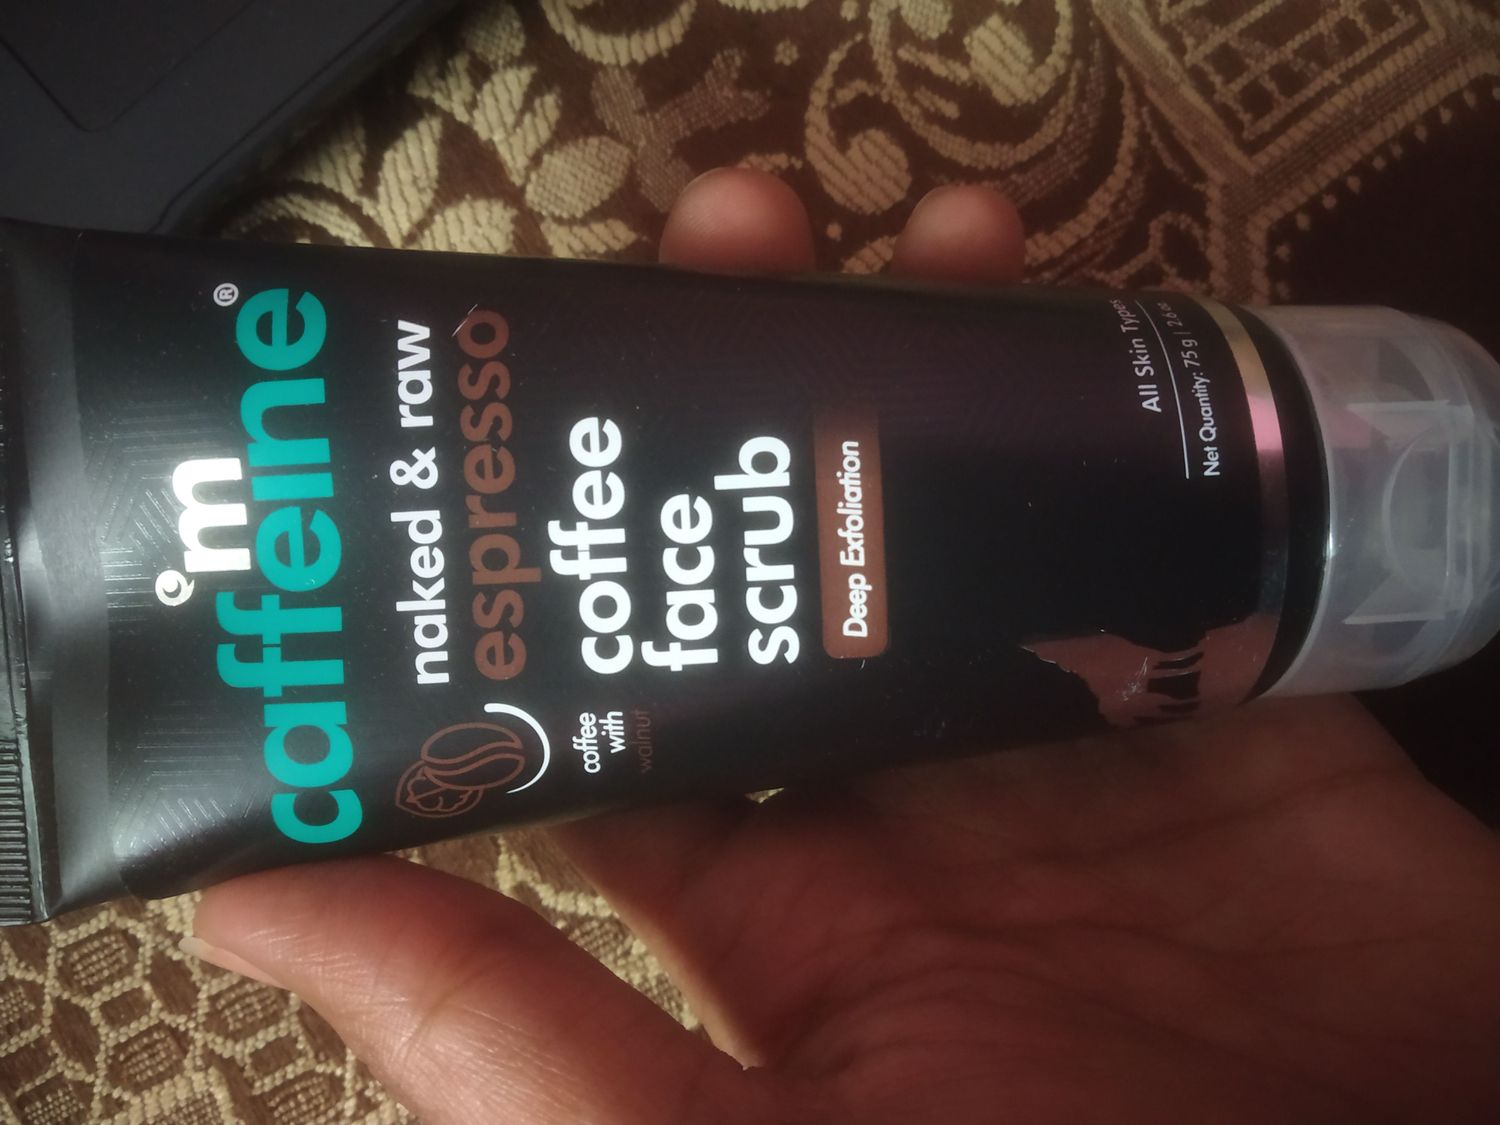 m
caffeine®
naked & raw
espresso
coffee
face
scrub
coffee
with
walnut
Deep Exfoliation
All Skin Types
Net Quantity: 75 g | 2.6 oz